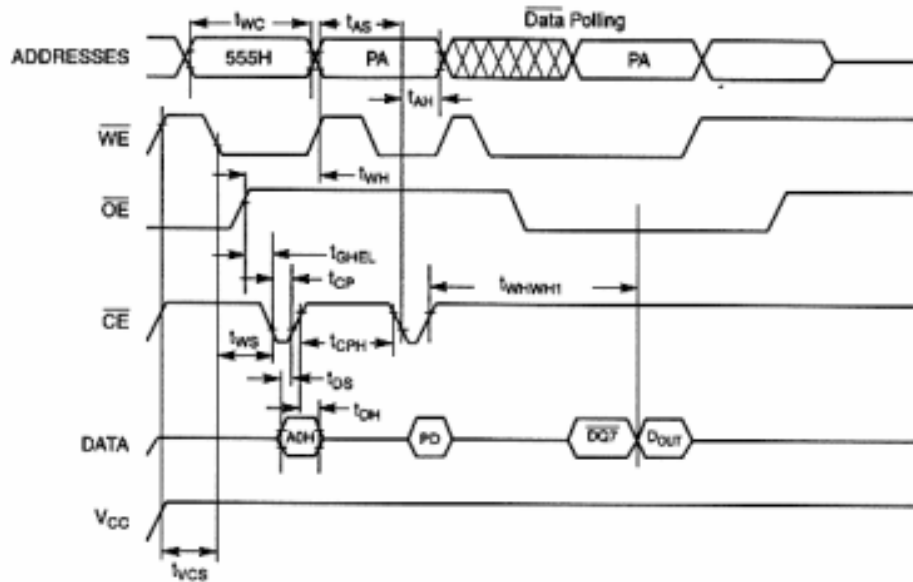 tWC
tAS
Data Polling
ADDRESSES
555H
PA
PA
tAH
WE
tWH
OE
tGHEL
tCP
tWHWH1
CE
tWS
tCPH
tDS
tDH
DATA
A0H
PD
DQ7
DOUT
VCC
tVCS